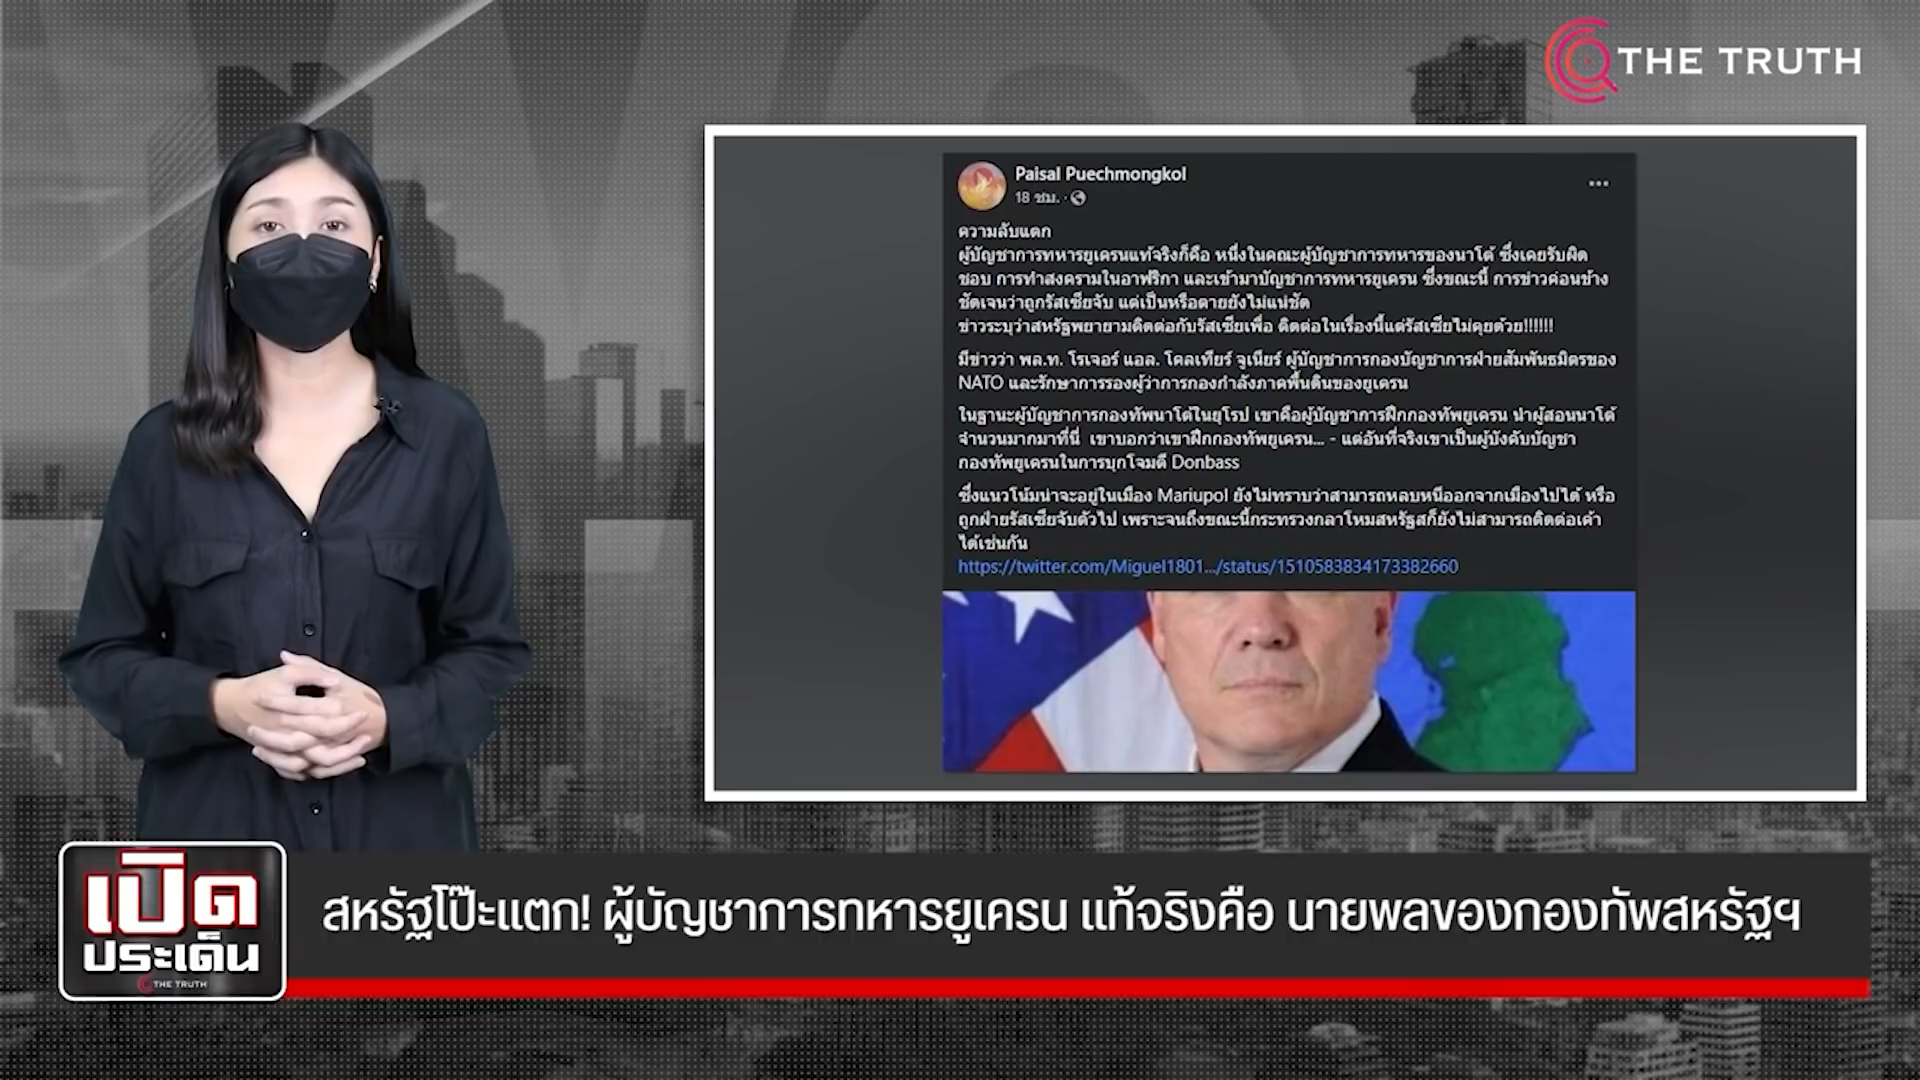 THE TRUTH
Paisal Puechmongkol
18 ชม. ·
ความลับแตก
ผู้บัญชาการทหารยูเครนแท้จริงก็คือ หนึ่งในคณะผู้บัญชาการทหารของนาโต้ ซึ่งเคยรับผิด
ชอบ การทำสงครามในอาฟริกา และเข้ามาบัญชาการทหารยูเครน ซึ่งขณะนี้ การข่าวค่อนข้าง
ชัดเจนว่าถูกรัสเซียจับ แต่เป็นหรือตายยังไม่แน่ชัด
ข่าวระบุว่าสหรัฐพยายามติดต่อกับรัสเซียเพื่อ ติดต่อในเรื่องนี้แต่รัสเซียไม่คุยด้วย!!!!!!
มีข่าวว่า พล.ท. โรเจอร์ แอล. โคลเทียร์ จูเนียร์ ผู้บัญชาการกองบัญชาการฝ่ายสัมพันธมิตรของ
NATO และรักษาการรองผู้ว่าการกองกำลังภาคพื้นดินของยูเครน
ในฐานะผู้บัญชาการกองทัพนาโต้ในยุโรป เขาคือผู้บัญชาการฝึกกองทัพยูเครน นำผู้สอนนาโต้
จำนวนมากมาที่นี่ เขาบอกว่าเขาฝึกกองทัพยูเครน... - แต่อันที่จริงเขาเป็นผู้บังคับบัญชา
กองทัพยูเครนในการบุกโจมตี Donbass
ซึ่งแนวโน้มน่าจะอยู่ในเมือง Mariupol ยังไม่ทราบว่าสามารถหลบหนีออกจากเมืองไปได้ หรือ
ถูกฝ่ายรัสเซียจับตัวไป เพราะจนถึงขณะนี้กระทรวงกลาโหมสหรัฐสก็ยังไม่สามารถติดต่อเค้า
ได้เช่นกัน
https://twitter.com/Miguel1801.../status/1510583834173382660
เปิด
ประเด็น
THE TRUTH
สหรัฐโป๊ะแตก! ผู้บัญชาการทหารยูเครน แท้จริงคือ นายพลของกองทัพสหรัฐฯ